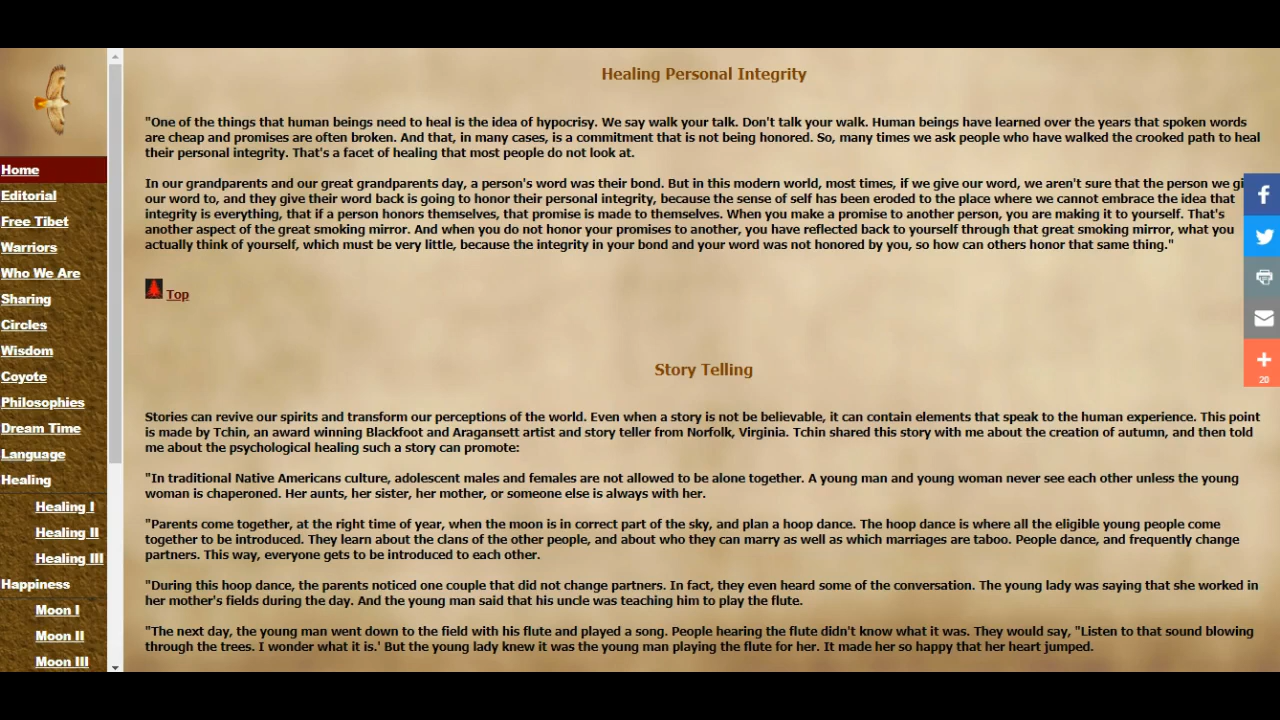 Healing Personal Integrity
"One of the things that human beings need to heal is the idea of hypocrisy. We say walk your talk. Don't talk your walk. Human beings have learned over the years that spoken words
are cheap and promises are often broken. And that, in many cases, is a commitment that is not being honored. So, many times we ask people who have walked the crooked path to heal
their personal integrity. That's a facet of healing that most people do not look at.
In our grandparents and our great grandparents day, a person's word was their bond. But in this modern world, most times, if we give our word, we aren't sure that the person we gi
our word to, and they give their word back is going to honor their personal integrity, because the sense of self has been eroded to the place where we cannot embrace the idea that
integrity is everything, that if a person honors themselves, that promise is made to themselves. When you make a promise to another person, you are making it to yourself. That's
another aspect of the great smoking mirror. And when you do not honor your promises to another, you have reflected back to yourself through that great smoking mirror, what you
actually think of yourself, which must be very little, because the integrity in your bond and your word was not honored by you, so how can others honor that same thing."
Top
Story Telling
Stories can revive our spirits and transform our perceptions of the world. Even when a story is not be believable, it can contain elements that speak to the human experience. This point
is made by Tchin, an award winning Blackfoot and Aragansett artist and story teller from Norfolk, Virginia. Tchin shared this story with me about the creation of autumn, and then told
me about the psychological healing such a story can promote:
"In traditional Native Americans culture, adolescent males and females are not allowed to be alone together. A young man and young woman never see each other unless the young
woman is chaperoned. Her aunts, her sister, her mother, or someone else is always with her.
"Parents come together, at the right time of year, when the moon is in correct part of the sky, and plan a hoop dance. The hoop dance is where all the eligible young people come
together to be introduced. They learn about the clans of the other people, and about who they can marry as well as which marriages are taboo. People dance, and frequently change
partners. This way, everyone gets to be introduced to each other.
"During this hoop dance, the parents noticed one couple that did not change partners. In fact, they even heard some of the conversation. The young lady was saying that she worked in
her mother's fields during the day. And the young man said that his uncle was teaching him to play the flute.
"The next day, the young man went down to the field with his flute and played a song. People hearing the flute didn't know what it was. They would say, "Listen to that sound blowing
through the trees. I wonder what it is.' But the young lady knew it was the young man playing the flute for her. It made her so happy that her heart jumped.
Home
Editorial
Free Tibet
Warriors
Who We Are
Sharing
Circles
Wisdom
Coyote
Philosophies
Dream Time
Language
Healing
Healing I
Healing II
Healing III
Happiness
Moon I
Moon II
Moon III
20